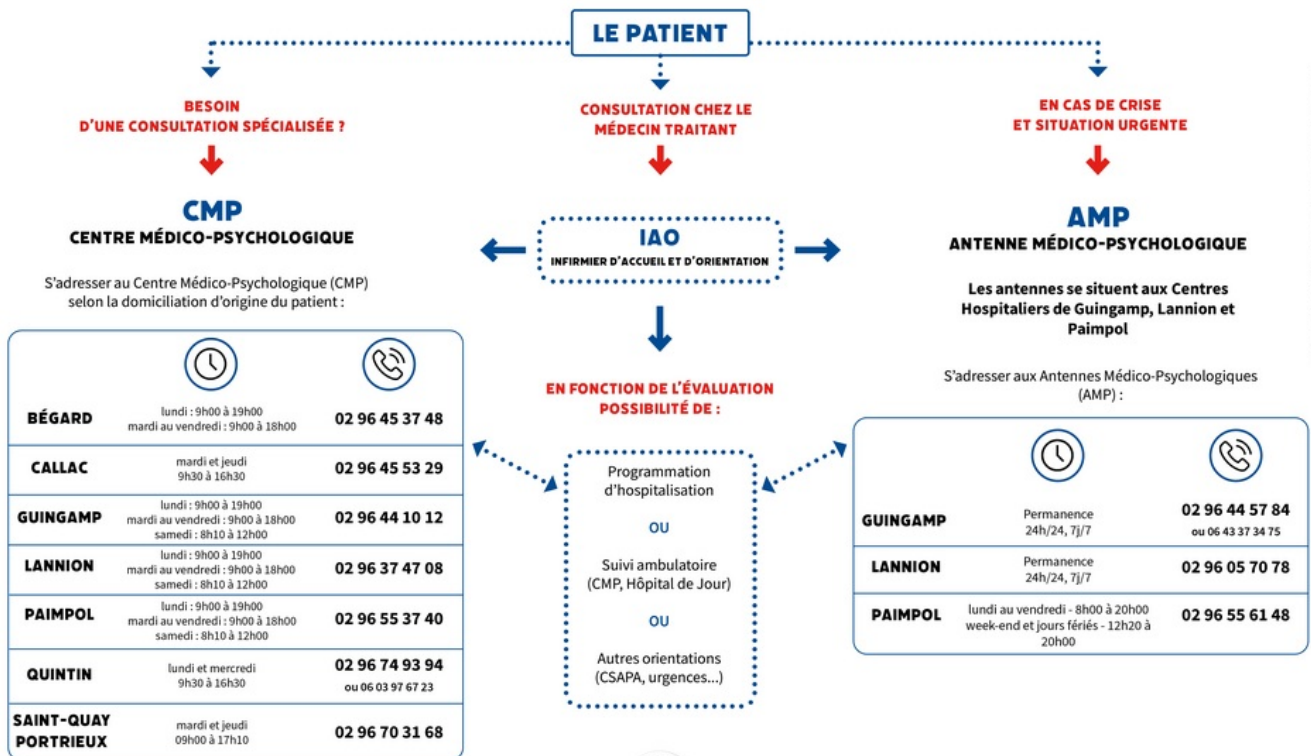 LE PATIENT
BESOIN
D'UNE CONSULTATION SPÉCIALISÉE ?
CMP
CENTRE MÉDICO-PSYCHOLOGIQUE
S'adresser au Centre Médico-Psychologique (CMP)
selon la domiciliation d'origine du patient :
BÉGARD
lundi : 9h00 à 19h00
mardi au vendredi : 9h00 à 18h00
02 96 45 37 48
CALLAC
mardi et jeudi
9h30 à 16h30
02 96 45 53 29
GUINGAMP
lundi : 9h00 à 19h00
mardi au vendredi : 9h00 à 18h00
samedi : 8h10 à 12h00
02 96 44 10 12
LANNION
lundi : 9h00 à 19h00
mardi au vendredi : 9h00 à 18h00
samedi : 8h10 à 12h00
02 96 37 47 08
PAIMPOL
lundi : 9h00 à 19h00
mardi au vendredi : 9h00 à 18h00
samedi : 8h10 à 12h00
02 96 55 37 40
QUINTIN
lundi et mercredi
9h30 à 16h30
02 96 74 93 94
ou 06 03 97 67 23
SAINT-QUAY
PORTRIEUX
mardi et jeudi
09h00 à 17h10
02 96 70 31 68
CONSULTATION CHEZ LE
MÉDECIN TRAITANT
IAO
INFIRMIER D'ACCUEIL ET D'ORIENTATION
EN FONCTION DE L'ÉVALUATION
POSSIBILITÉ DE :
Programmation
d'hospitalisation
OU
Suivi ambulatoire
(CMP, Hôpital de Jour)
OU
Autres orientations
(CSAPA, urgences...)
EN CAS DE CRISE
ET SITUATION URGENTE
AMP
ANTENNE MÉDICO-PSYCHOLOGIQUE
Les antennes se situent aux Centres
Hospitaliers de Guingamp, Lannion et
Paimpol
S'adresser aux Antennes Médico-Psychologiques
(AMP) :
GUINGAMP
Permanence
24h/24, 7j/7
02 96 44 57 84
ou 06 43 37 34 75
LANNION
Permanence
24h/24, 7j/7
02 96 05 70 78
PAIMPOL
lundi au vendredi - 8h00 à 20h00
week-end et jours fériés - 12h20 à
20h00
02 96 55 61 48